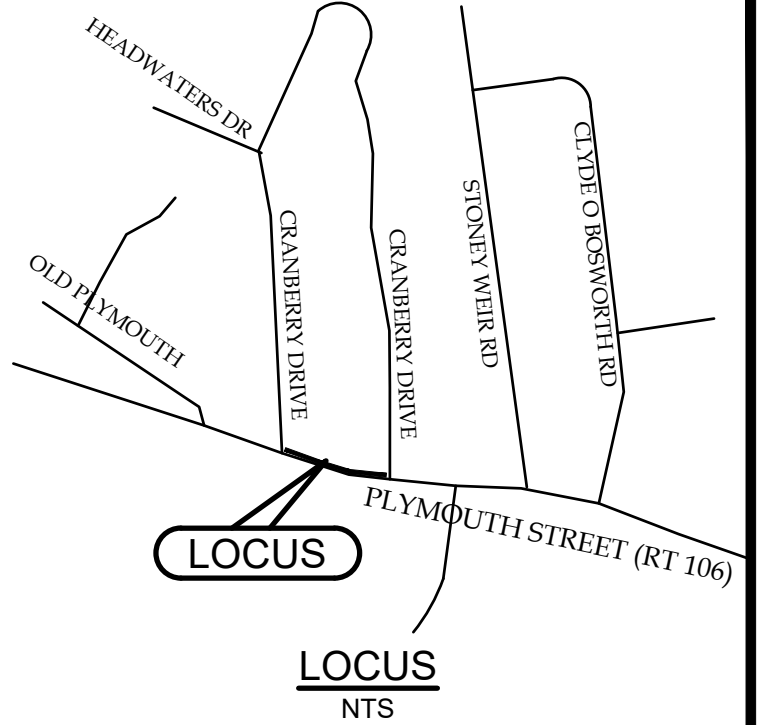 HEADWATERS DR
OLD PLYMOUTH
CRANBERRY DRIVE
CRANBERRY DRIVE
STONEY WEIR RD
CLYDE O BOSWORTH RD
PLYMOUTH STREET (RT 106)
LOCUS
LOCUS
NTS